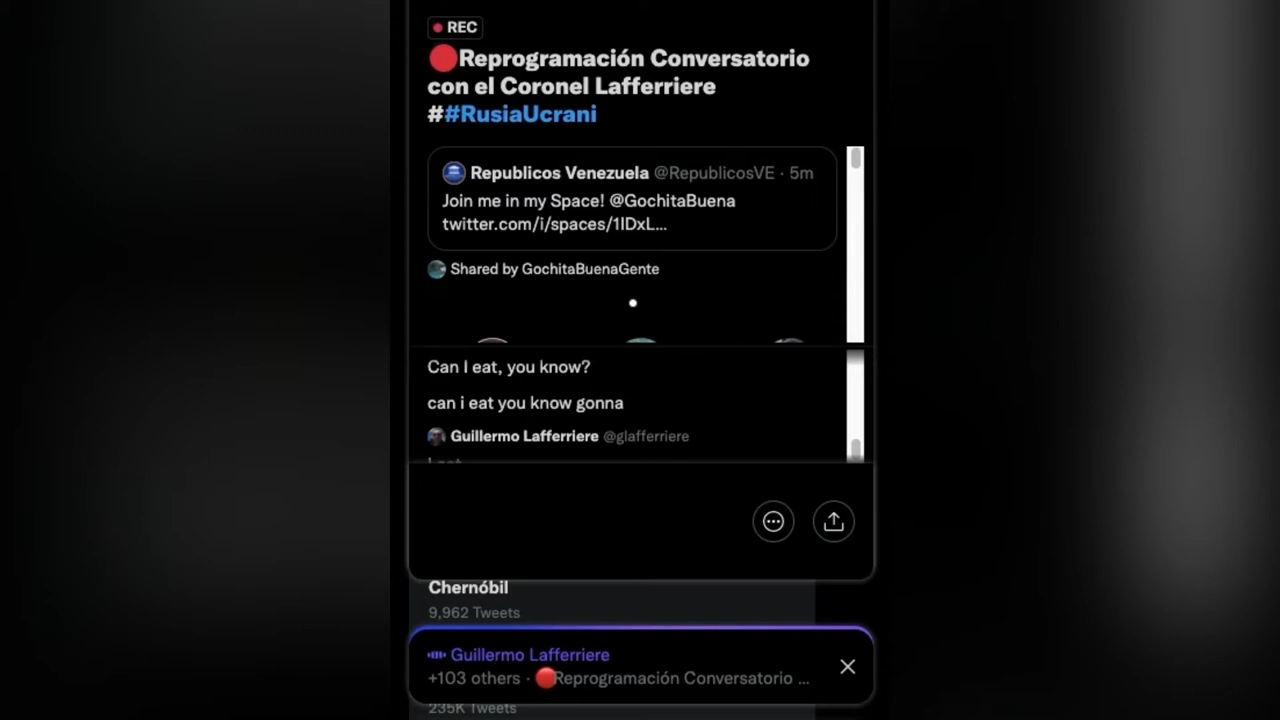 REC
🔴Reprogramación Conversatorio
con el Coronel Lafferriere
##RusiaUcrani
Republicos Venezuela @RepublicosVE · 5m
Join me in my Space! @GochitaBuena
twitter.com/i/spaces/1lDxL...
Shared by GochitaBuenaGente
Can I eat, you know?
can i eat you know gonna
Guillermo Lafferriere @glafferriere
Chernóbil
9,962 Tweets
Guillermo Lafferriere
+103 others · 🔴Reprogramación Conversatorio ...
235K Tweets